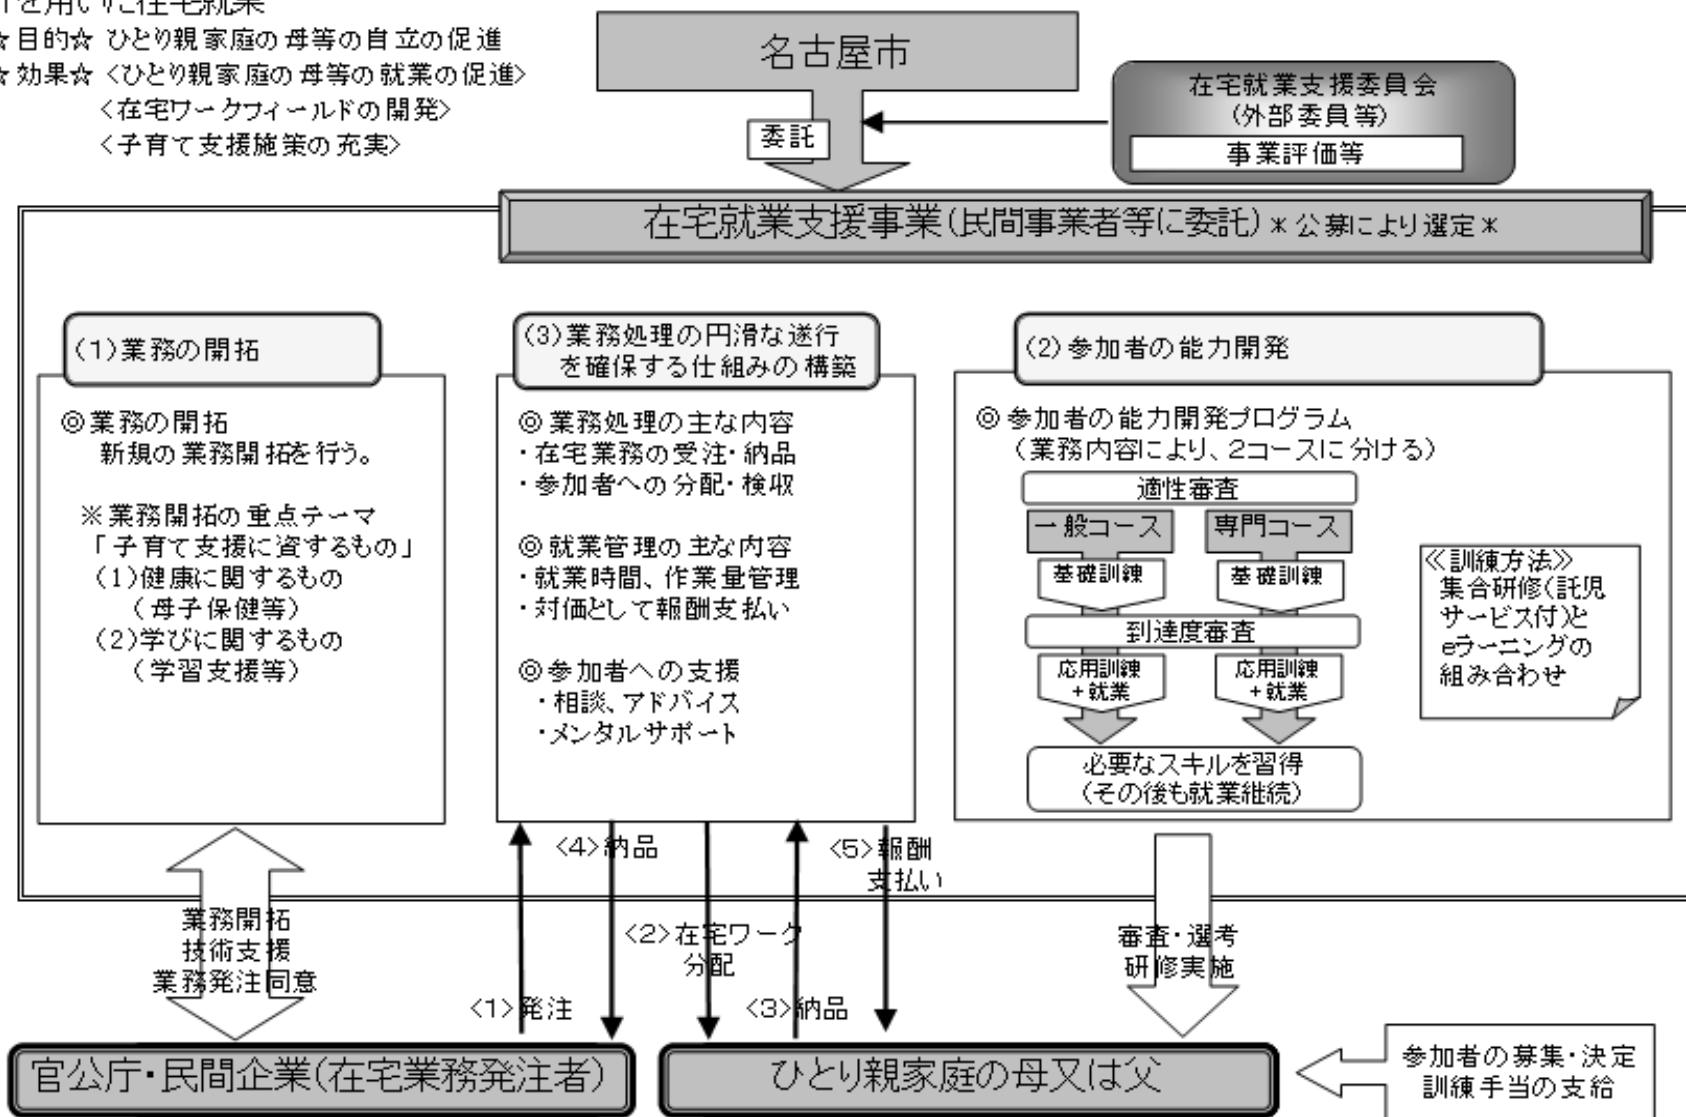 を用いた在宅就業
☆目的☆ ひとり親家庭の母等の自立の促進
☆効果☆ <ひとり親家庭の母等の就業の促進>
<在宅ワークフィールドの開発>
<子育て支援施策の充実>
名古屋市
委託
在宅就業支援委員会
(外部委員等)
事業評価等
在宅就業支援事業(民間事業者等に委託)*公募により選定*
(1)業務の開拓
◎業務の開拓
新規の業務開拓を行う。
※業務開拓の重点テーマ
「子育て支援に資するもの」
(1)健康に関するもの
(母子保健等)
(2)学びに関するもの
(学習支援等)
(3)業務処理の円滑な遂行
を確保する仕組みの構築
◎業務処理の主な内容
・在宅業務の受注・納品
・参加者への分配・検収
◎就業管理の主な内容
・就業時間、作業量管理
・対価として報酬支払い
◎参加者への支援
・相談、アドバイス
・メンタルサポート
(2)参加者の能力開発
◎参加者の能力開発プログラム
(業務内容により、2コースに分ける)
適性審査
一般コース 専門コース
基礎訓練 基礎訓練
到達度審査
応用訓練 応用訓練
+就業 +就業
必要なスキルを習得
(その後も就業継続)
≪訓練方法≫
集合研修(託児
サービス付)と
eラーニングの
組み合わせ
業務開拓
技術支援
業務発注同意
<1>発注
<4>納品
<2>在宅ワーク
分配
<3>納品
<5>報酬
支払い
審査・選考
研修実施
官公庁・民間企業(在宅業務発注者)
ひとり親家庭の母又は父
参加者の募集・決定
訓練手当の支給